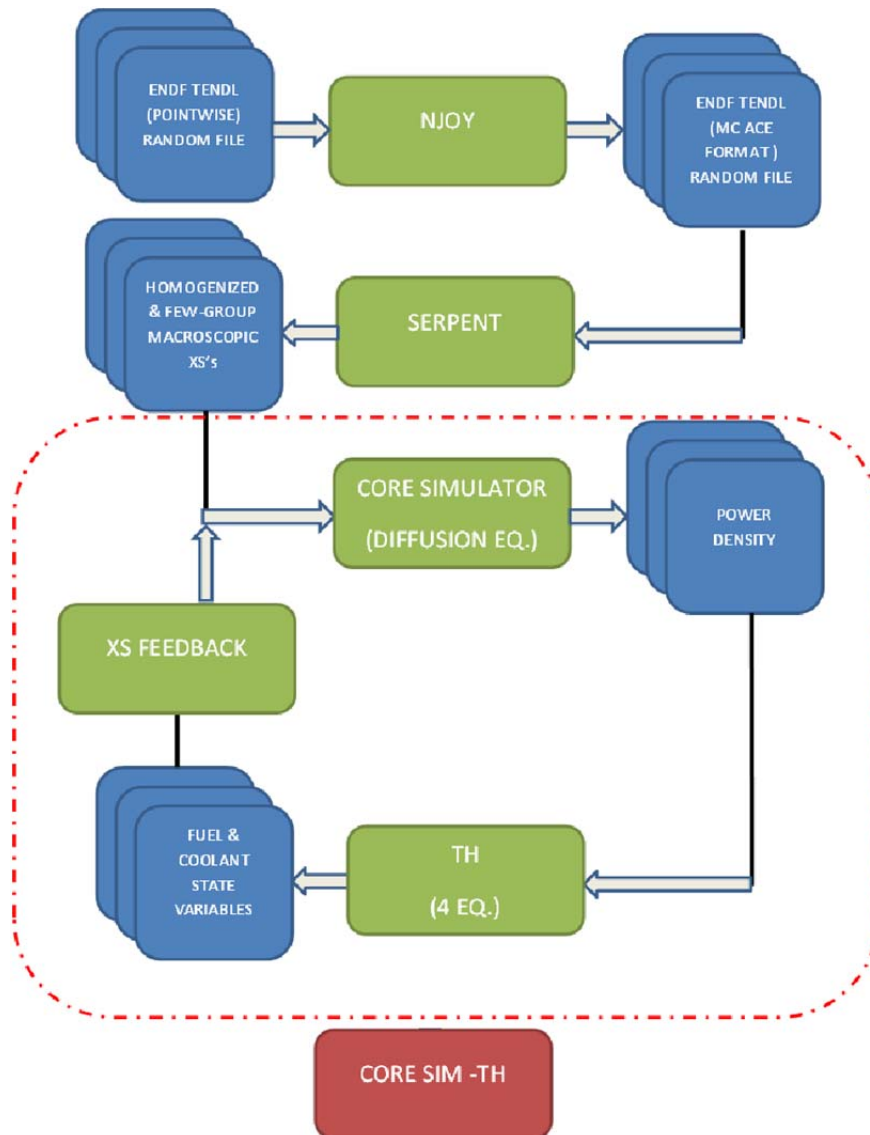 ENDF TENDL
(POINTWISE)
RANDOM FILE
NJOY
ENDF TENDL
(MC ACE
FORMAT )
RANDOM FILE
HOMOGENIZED
& FEW-GROUP
MACROSCOPIC
XS's
SERPENT
CORE SIMULATOR
(DIFFUSION EQ.)
POWER
DENSITY
XS FEEDBACK
FUEL &
COOLANT
STATE
VARIABLES
TH
(4 EQ.)
CORE SIM -TH